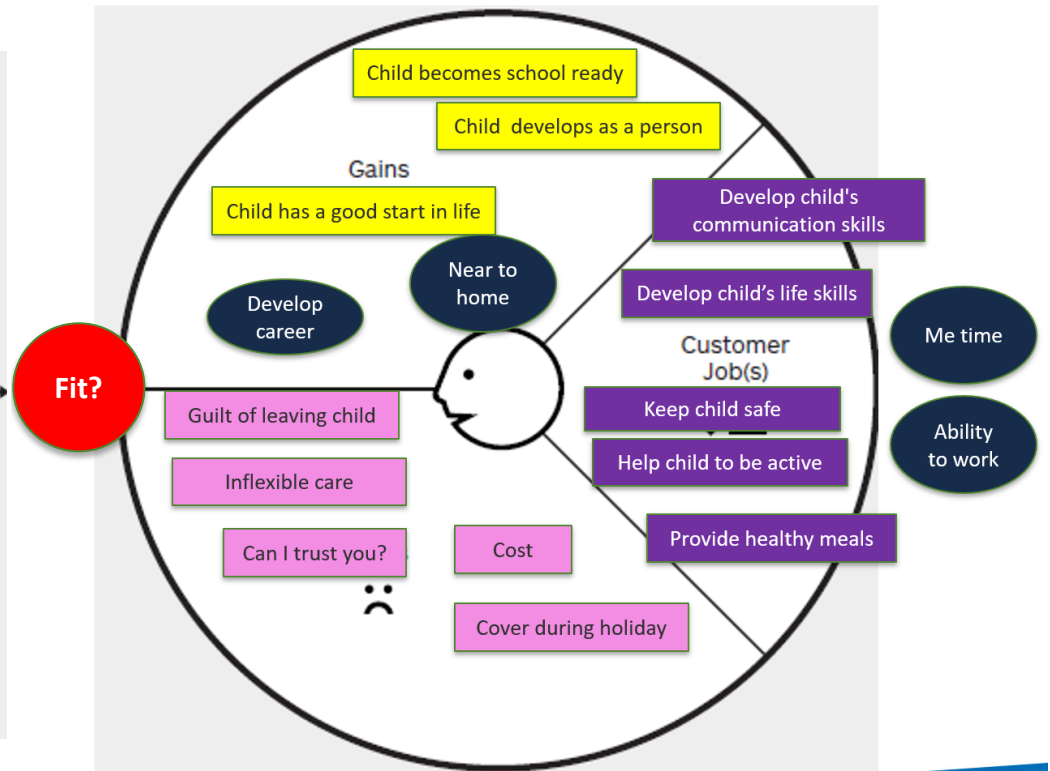 Child becomes school ready
Child  develops as a person
Gains
Child has a good start in life
Near to
home
Develop
career
Fit?
Guilt of leaving child
Inflexible care
Can I trust you?
Cost
Cover during holiday
Develop child's
communication skills
Develop child’s life skills
Customer
Job(s)
Keep child safe
Help child to be active
Provide healthy meals
Me time
Ability
to work